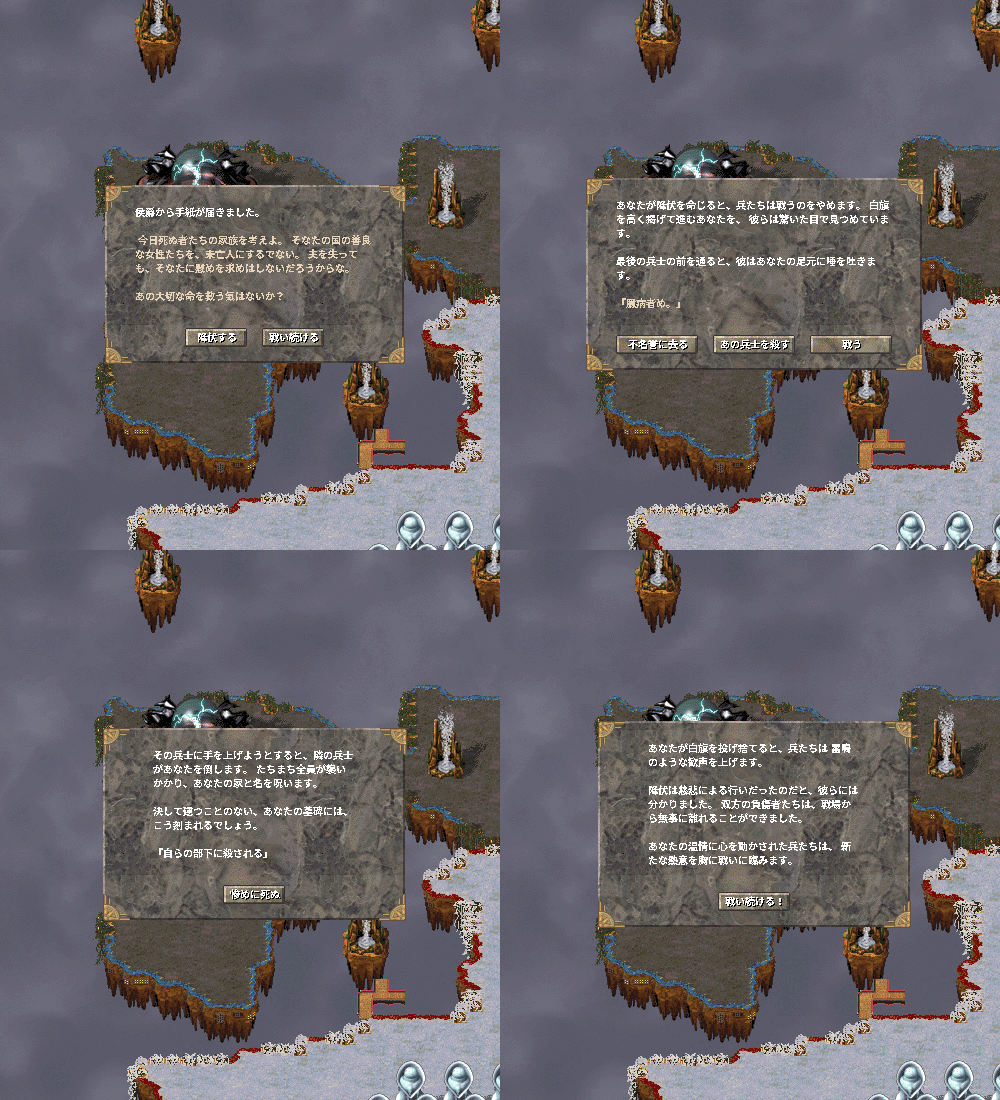 侯爵から手紙が届きました。
今日死ぬ者たちの家族を考えよ。 そなたの国の善良
な女性たちを、未亡人にするでない。 夫を失って
も、そなたに慰めを求めはしないだろうからな。
あの大切な命を救う気はないか？
降伏する
戦い続ける
あなたが降伏を命じると、兵たちは戦うのをやめます。 白旗
を高く掲げて進むあなたを、 彼らは驚いた目で見つめていま
す。
最後の兵士の前を通ると、彼はあなたの足元に唾を吐きま
す。
「臆病者め。」
不名誉に去る
あの兵士を殺す
戦う
その兵士に手を上げようとすると、隣の兵士
があなたを倒します。 たちまち全員が襲い
かかり、あなたの家と名を呪います。
決して建つことのない、あなたの墓碑には、
こう刻まれるでしょう。
「自らの部下に殺される」
惨めに死ぬ
あなたが白旗を投げ捨てると、兵たちは 雷鳴
のような歓声を上げます。
降伏は慈悲による行いだったのだと、彼らには
分かりました。 双方の負傷者たちは、戦場か
ら無事に離れることができました。
あなたの温情に心を動かされた兵たちは、 新
たな熱意を胸に戦いに臨みます。
戦い続ける！